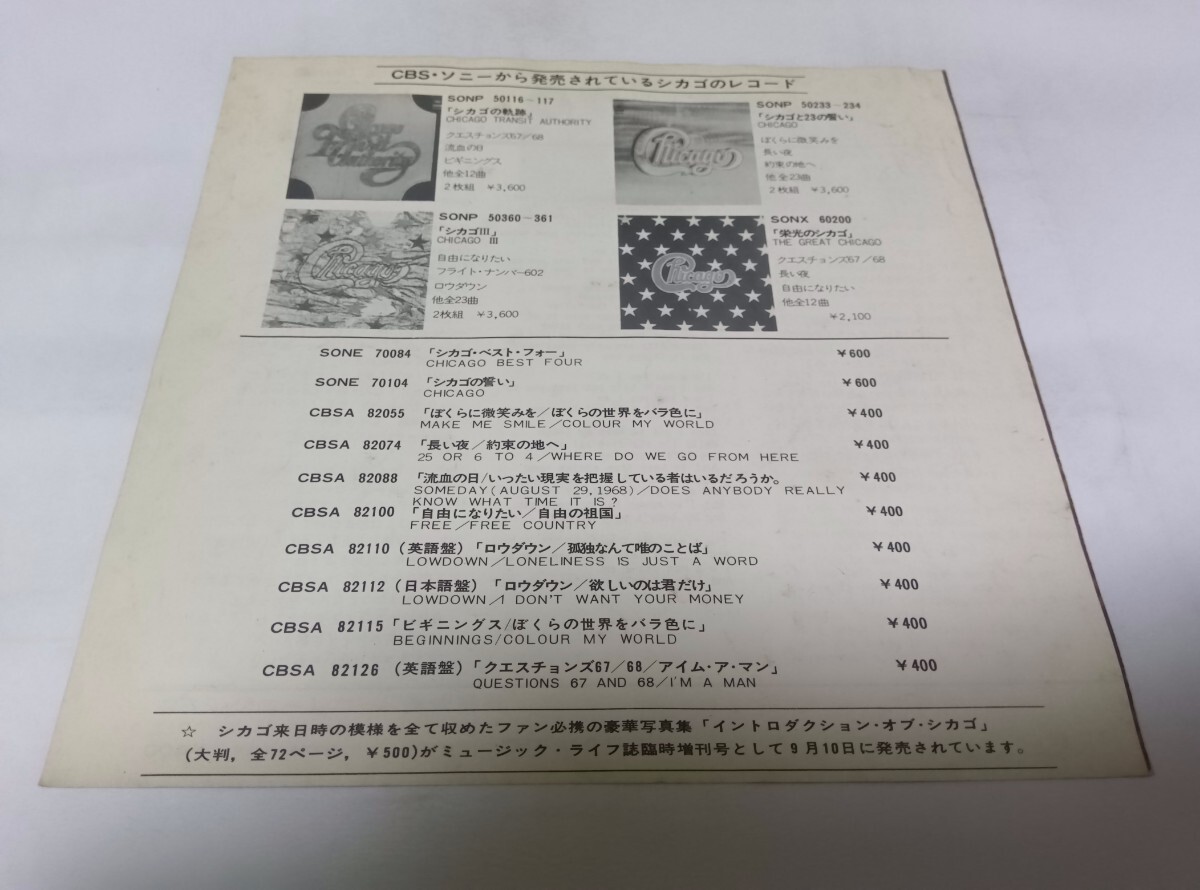 CBS・ソニーから発売されているシカゴのレコード
SONP 50116-117
「シカゴの軌跡」
CHICAGO TRANSIT AUTHORITY
クエスチョンズ'67/'68
流血の日
ビギニングス
他全12曲
2枚組 ¥3,600
SONP 50233-234
「シカゴと23の誓い」
CHICAGO
ぼくらに微笑みを
長い夜
約束の地へ
他全23曲
2枚組 ¥3,600
Chicago
SONP 50360-361
「シカゴIII」
CHICAGO III
自由になりたい
フライト・ナンバー602
ロウダウン
他全23曲
2枚組 ¥3,600
Chicago
SONX 60200
「栄光のシカゴ」
THE GREAT CHICAGO
クエスチョンズ'67/'68
長い夜
自由になりたい
他全12曲
¥2,100
Chicago
SONE 70084 「シカゴ・ベスト・フォー」 ¥600
CHICAGO BEST FOUR
SONE 70104 「シカゴの誓い」 ¥600
CHICAGO
CBSA 82055 「ぼくらに微笑みを/ぼくらの世界をバラ色に」 ¥400
MAKE ME SMILE/COLOUR MY WORLD
CBSA 82074 「長い夜/約束の地へ」 ¥400
25 OR 6 TO 4/WHERE DO WE GO FROM HERE
CBSA 82088 「流血の日/いったい現実を把握している者はいるだろうか。 ¥400
SOMEDAY(AUGUST 29,1968)/DOES ANYBODY REALLY
KNOW WHAT TIME IT IS?
CBSA 82100 「自由になりたい/自由の祖国」 ¥400
FREE/FREE COUNTRY
CBSA 82110 (英語盤)「ロウダウン/孤独なんて唯のことば」 ¥400
LOWDOWN/LONELINESS IS JUST A WORD
CBSA 82112 (日本語盤) 「ロウダウン/欲しいのは君だけ」 ¥400
LOWDOWN/I DON'T WANT YOUR MONEY
CBSA 82115「ビギニングス/ぼくらの世界をバラ色に」 ¥400
BEGINNINGS/COLOUR MY WORLD
CBSA 82126 (英語盤)「クエスチョンズ67/68/アイム・ア・マン」 ¥400
QUESTIONS 67 AND 68/I'M A MAN
☆ シカゴ来日時の模様を全て収めたファン必携の豪華写真集「イントロダクション・オブ・シカゴ」
(大判, 全72ページ, ¥500)がミュージック・ライフ誌臨時増刊号として9月10日に発売されています。